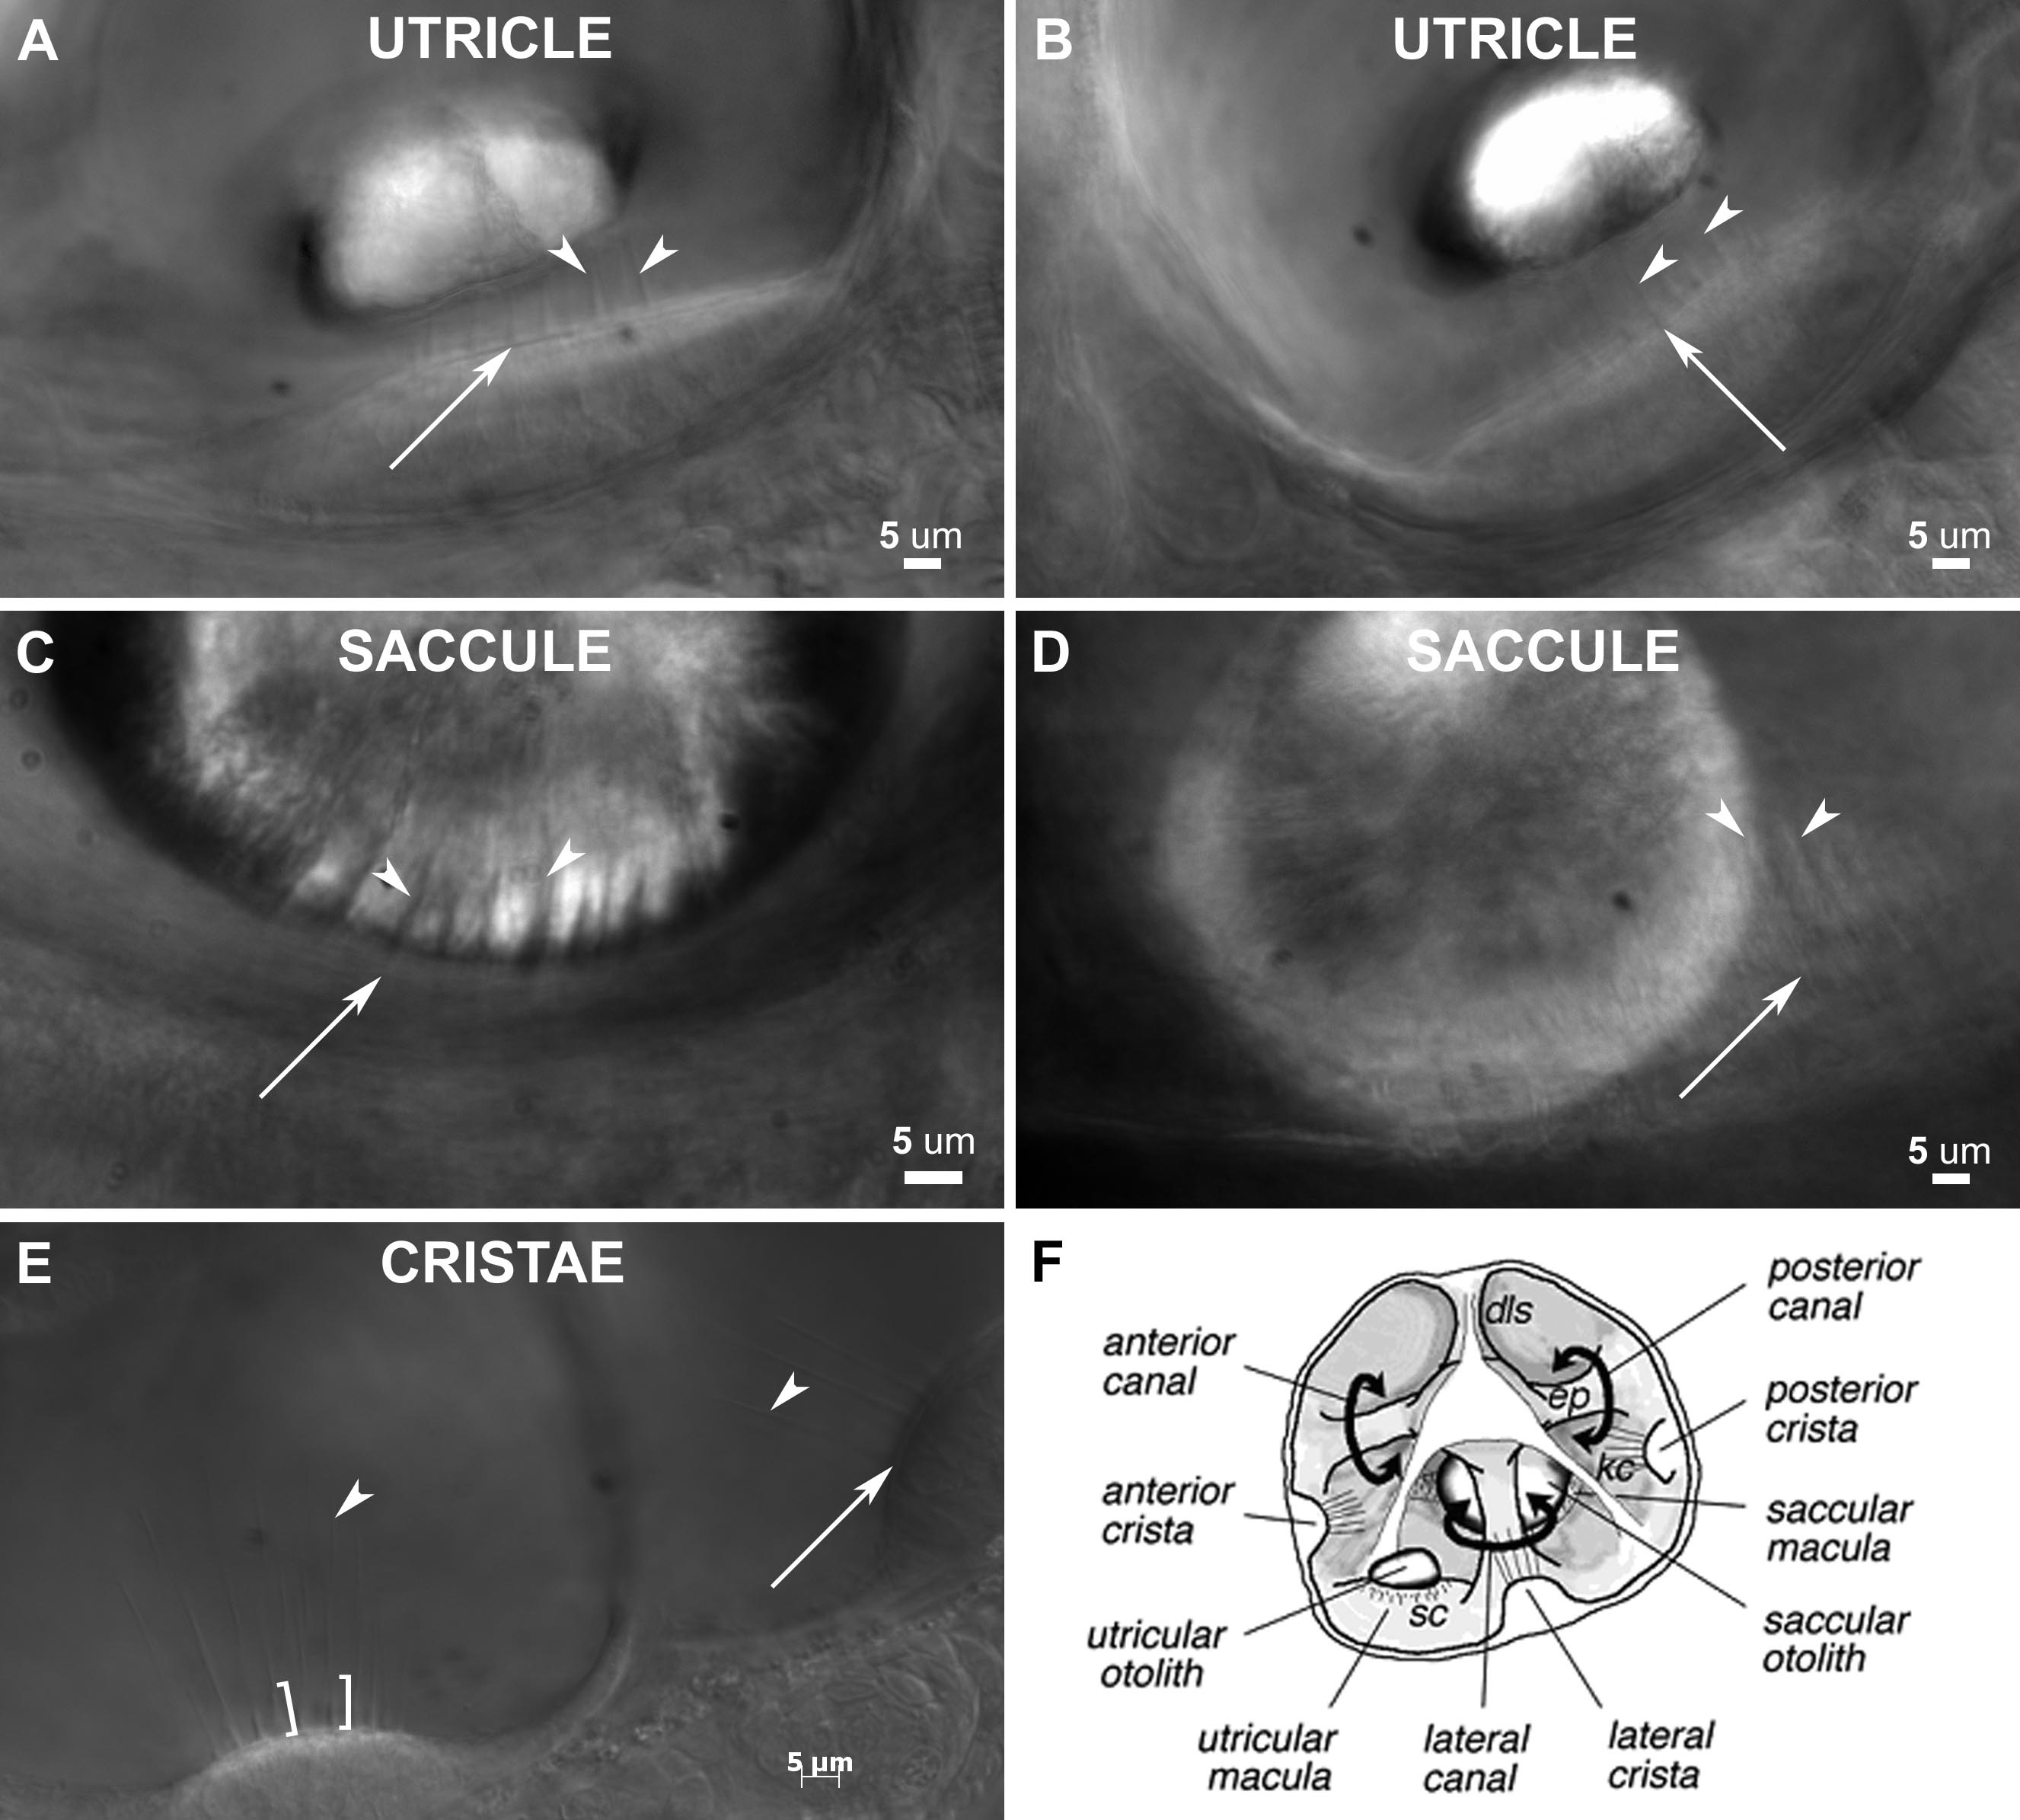 A
UTRICLE
5 um
B
UTRICLE
5 um
C
SACCULE
5 um
D
SACCULE
5 um
E
CRISTAE
5 µm
F
dls
posterior
canal
anterior
canal
ep
posterior
crista
kc
anterior
crista
saccular
macula
sc
utricular
otolith
saccular
otolith
utricular
macula
lateral
canal
lateral
crista